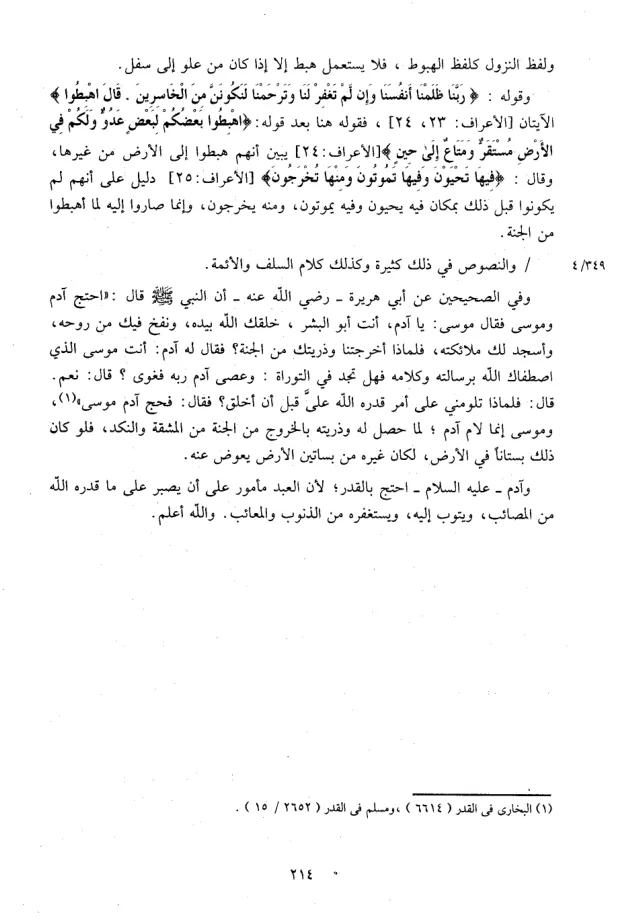 ولفظ النزول كلفظ الهبوط ، فلا يستعمل هبط إلا إذا كان من علو إلى سفل.
وقوله : ﴿ رَبَّنَا ظَلَمْنَا أَنفُسَنَا وَإِن لَّمْ تَغْفِرْ لَنَا وَتَرْحَمْنَا لَنَكُونَنَّ مِنَ الْخَاسِرِينَ . قَالَ اهْبِطُوا ﴾
الآيتان [الأعراف: ٢٣، ٢٤] ، فقوله هنا بعد قوله: ﴿اهْبِطُوا بَعْضُكُمْ لِبَعْضٍ عَدُوٌّ وَلَكُمْ فِي
الأَرْضِ مُسْتَقَرٌّ وَمَتَاعٌ إِلَىٰ حِينٍ ﴾[الأعراف:٢٤] يبين أنهم هبطوا إلى الأرض من غيرها،
وقال : ﴿فِيهَا تَحْيَوْنَ وَفِيهَا تَمُوتُونَ وَمِنْهَا تُخْرَجُونَ﴾ [الأعراف:٢٥] دليل على أنهم لم
يكونوا قبل ذلك بمكان فيه يحيون وفيه يموتون، ومنه يخرجون، وإنما صاروا إليه لما أهبطوا
من الجنة.
٤/٣٤٩ / والنصوص في ذلك كثيرة وكذلك كلام السلف والأئمة.
وفي الصحيحين عن أبي هريرة ـ رضي الله عنه ـ أن النبي ﷺ قال : «احتج آدم
وموسى فقال موسى: يا آدم، أنت أبو البشر ، خلقك الله بيده، ونفخ فيك من روحه،
وأسجد لك ملائكته، فلماذا أخرجتنا وذريتك من الجنة؟ فقال له آدم: أنت موسى الذي
اصطفاك الله برسالته وكلامه فهل تجد في التوراة : وعصى آدم ربه فغوى ؟ قال: نعم.
قال: فلماذا تلومني على أمر قدره الله علىَّ قبل أن أخلق؟ فقال: فحج آدم موسى»(١)،
وموسى إنما لام آدم ؛ لما حصل له وذريته بالخروج من الجنة من المشقة والنكد، فلو كان
ذلك بستاناً في الأرض، لكان غيره من بساتين الأرض يعوض عنه.
وآدم ـ عليه السلام ـ احتج بالقدر؛ لأن العبد مأمور على أن يصبر على ما قدره الله
من المصائب، ويتوب إليه، ويستغفره من الذنوب والمعائب. والله أعلم.
(١) البخارى فى القدر ( ٦٦١٤ ) ،ومسلم فى القدر ( ٢٦٥٢ / ١٥ ) .
٢١٤